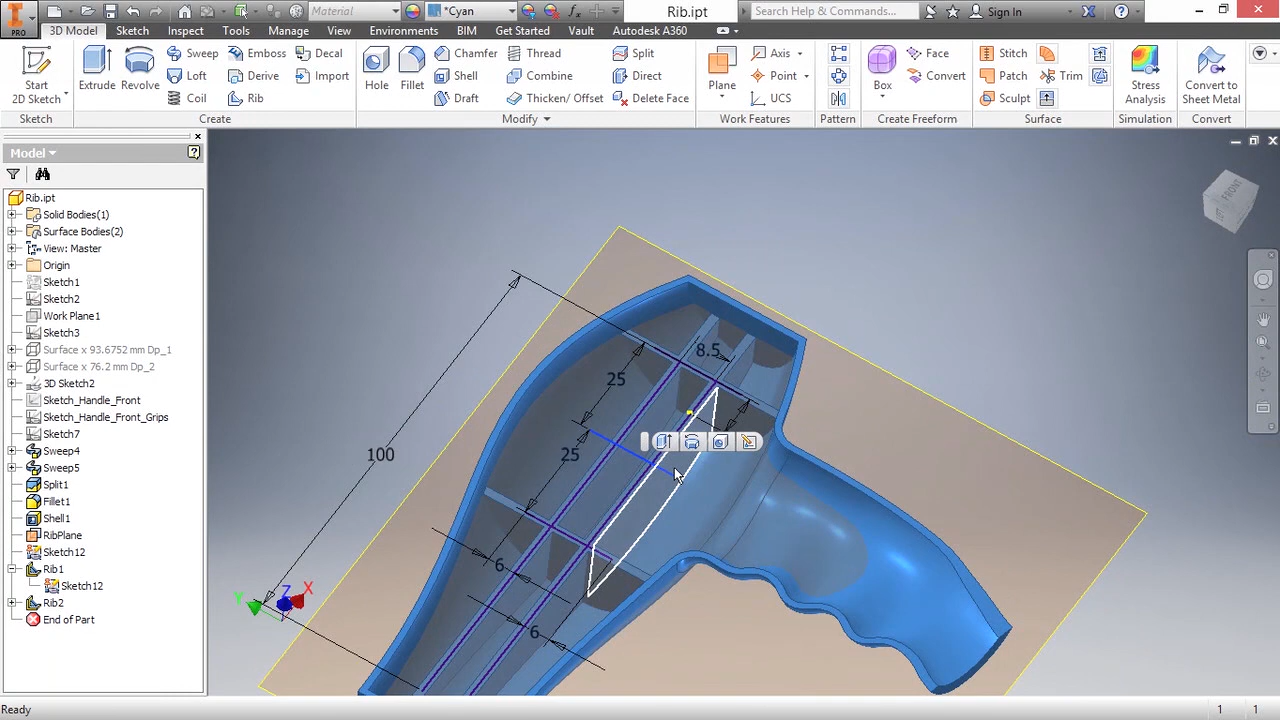 PRO
Material
*Cyan
fx
Rib.ipt
Search Help & Commands...
Sign In
3D Model Sketch Inspect Tools Manage View Environments BIM Get Started Vault Autodesk A360
Start
2D Sketch
Extrude
Revolve
Sweep
Loft
Coil
Emboss
Derive
Rib
Decal
Import
Hole
Fillet
Chamfer
Shell
Draft
Thread
Combine
Thicken/ Offset
Split
Direct
Delete Face
Plane
Axis
Point
UCS
Box
Face
Convert
Stitch
Patch
Sculpt
Trim
Stress
Analysis
Convert to
Sheet Metal
Sketch Create Modify Work Features Pattern Create Freeform Surface Simulation Convert
Model
Rib.ipt
Solid Bodies(1)
Surface Bodies(2)
View: Master
Origin
Sketch1
Sketch2
Work Plane1
Sketch3
Surface x 93.6752 mm Dp_1
Surface x 76.2 mm Dp_2
3D Sketch2
Sketch_Handle_Front
Sketch_Handle_Front_Grips
Sketch7
Sweep4
Sweep5
Split1
Fillet1
Shell1
RibPlane
Sketch12
Rib1
Sketch12
Rib2
End of Part
FRONT
8.5
25
25
100
6
6
Y Z X
Ready
1 1